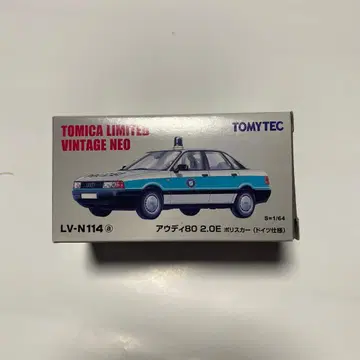 TOMICA LIMITED
VINTAGE NEO
TOMYTEC
S=1/64
LV-N114 ⓐ
アウディ80 2.0E ポリスカー (ドイツ仕様)